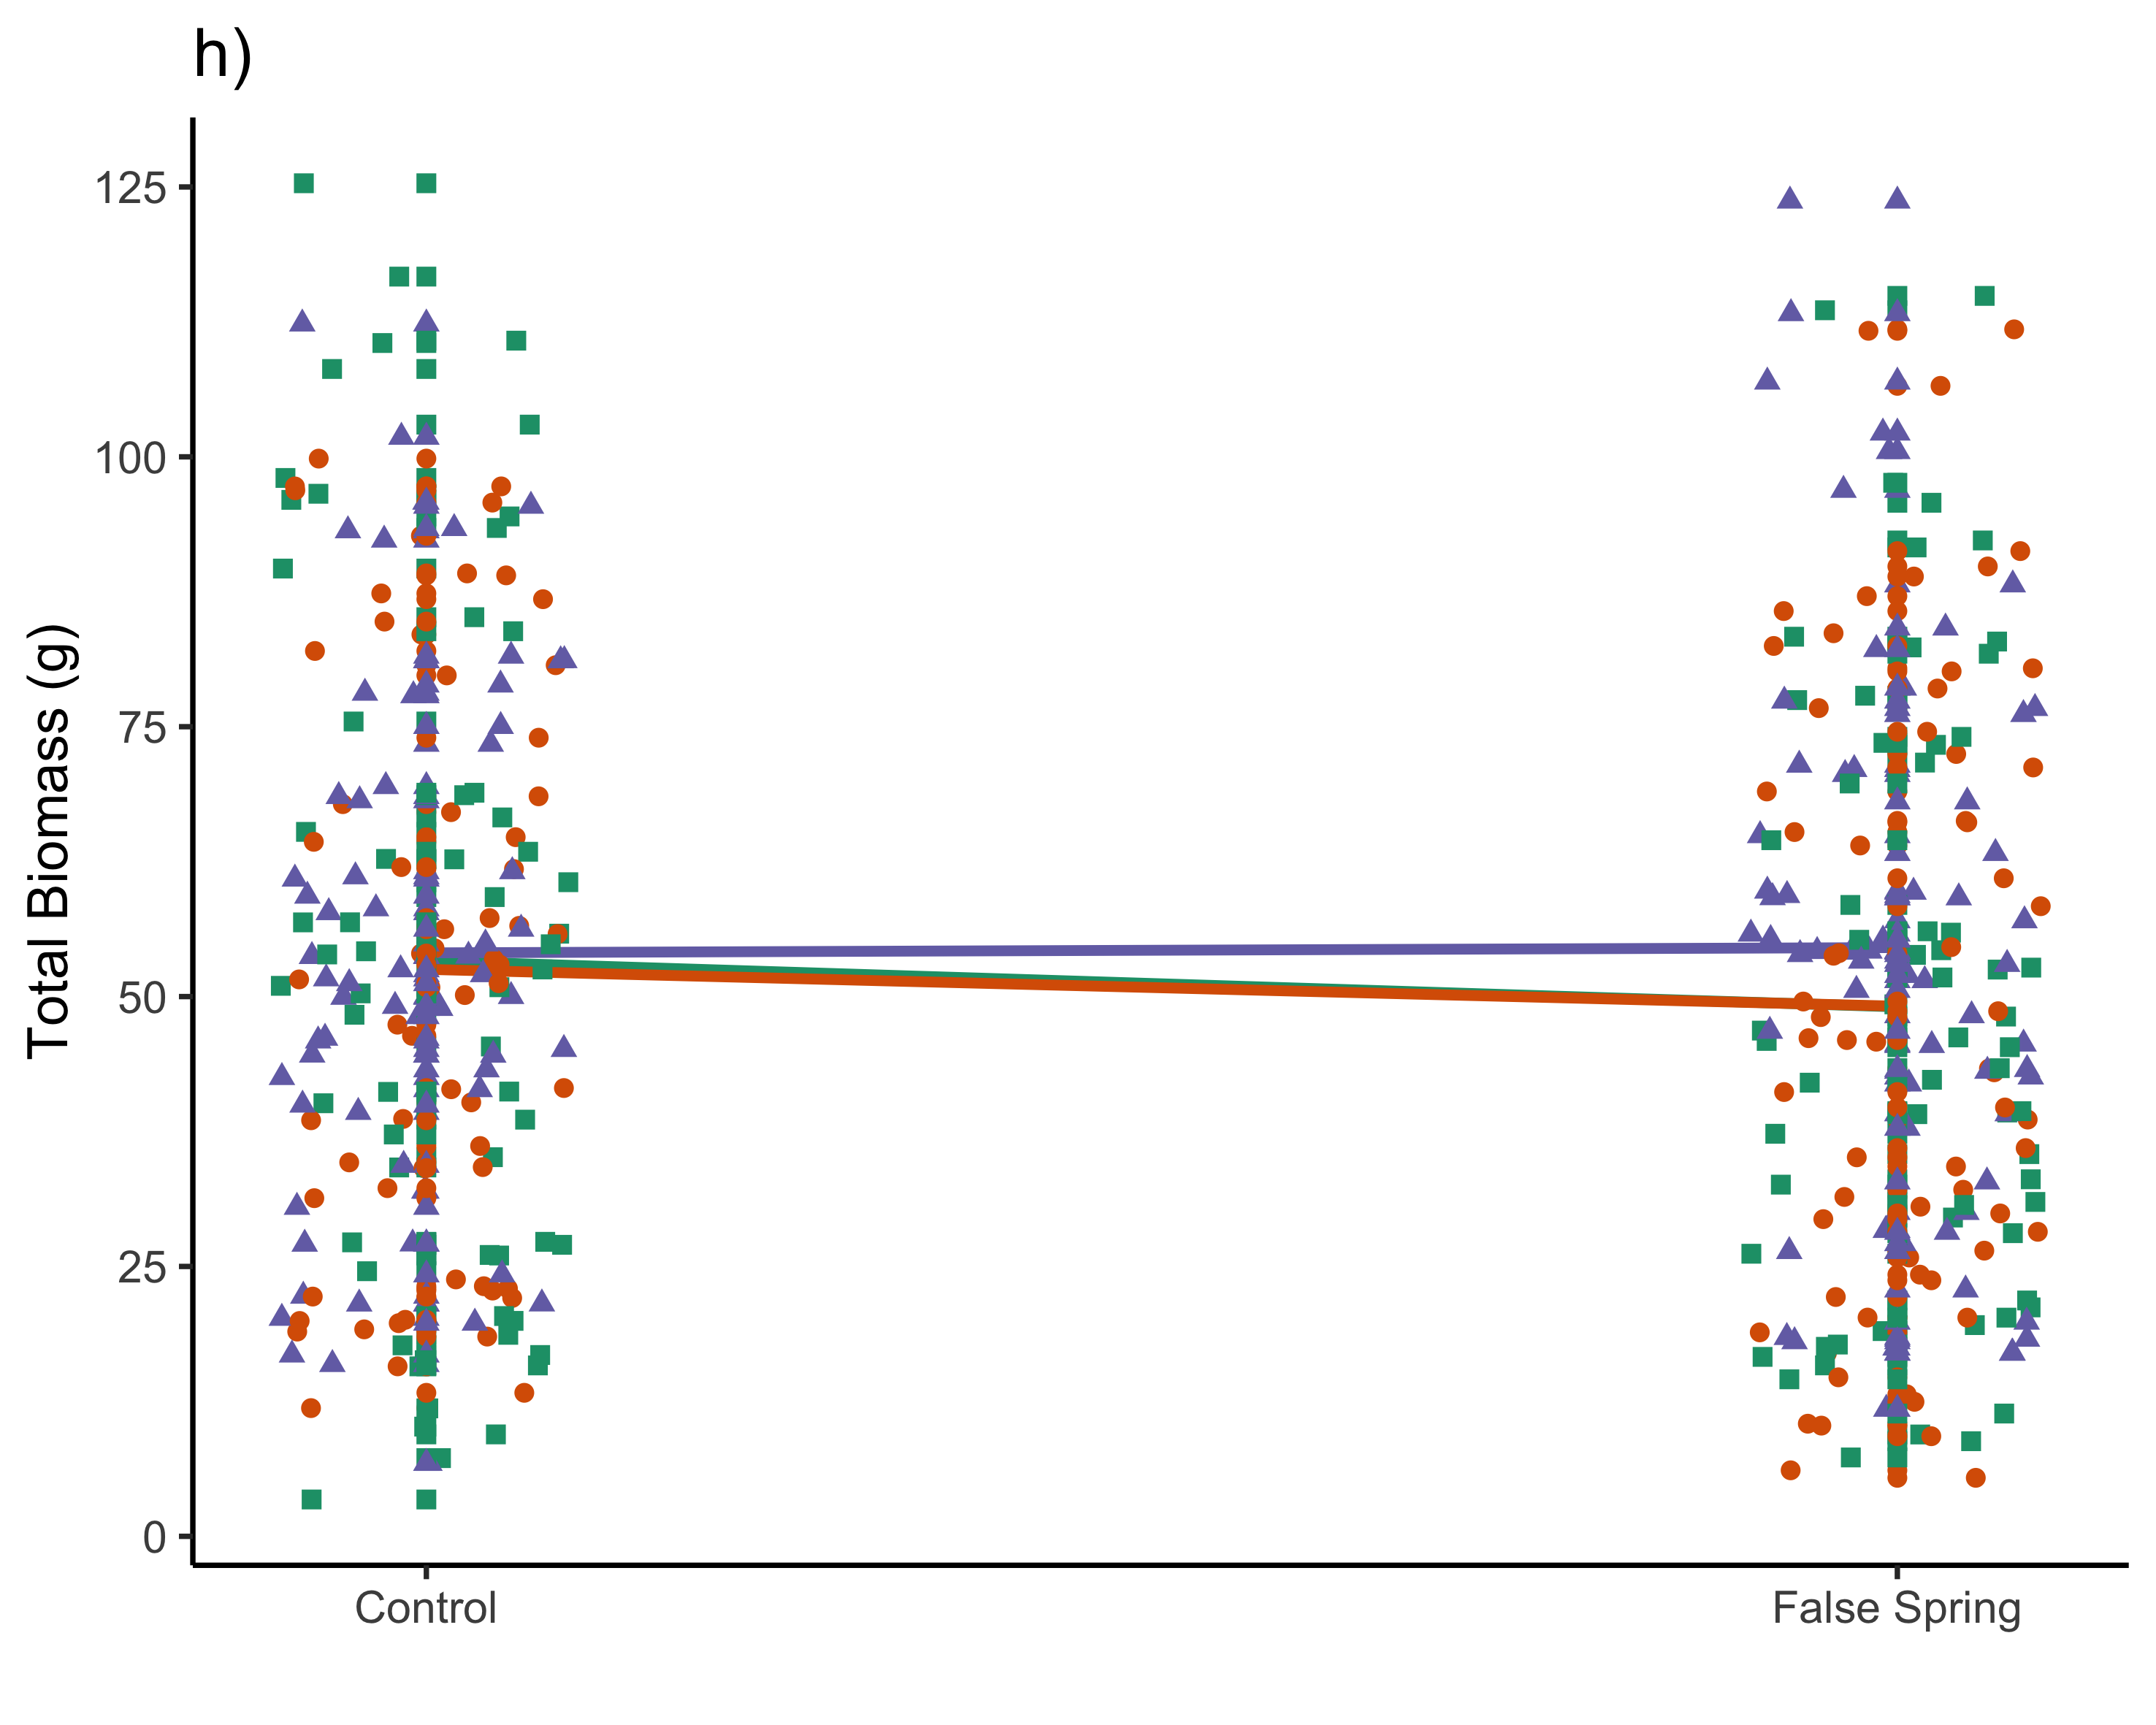 h)
Total Biomass (g)
125
100
75
50
25
0
Control
False Spring